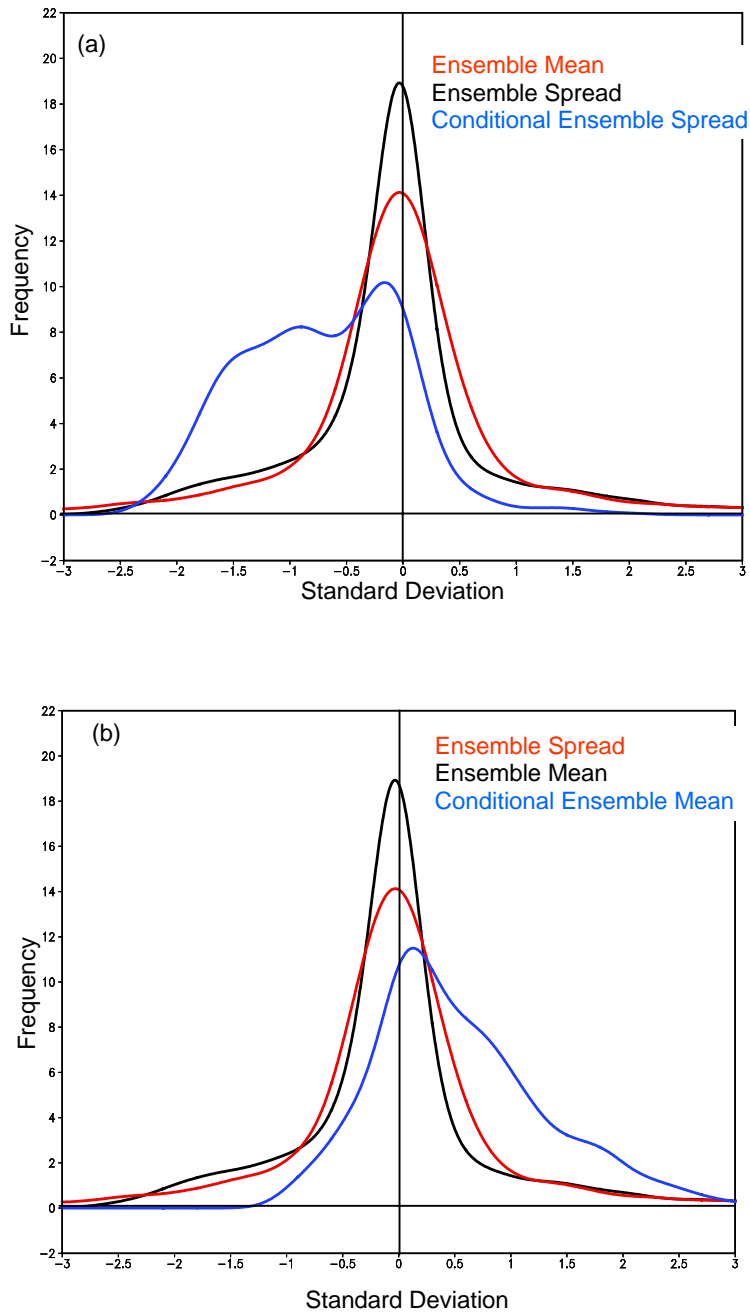 22
(a)
20
Ensemble Mean
Ensemble Spread
18
Conditional Ensemble Spread
16
14
12
Frequency
10
8
6
4
2
0
−2
−3 −2.5 −2 −1.5 −1 −0.5 0 0.5 1 1.5 2 2.5 3
Standard Deviation
22
(b)
20
Ensemble Spread
Ensemble Mean
18
Conditional Ensemble Mean
16
14
12
10
Frequency
8
6
4
2
0
−2
−3 −2.5 −2 −1.5 −1 −0.5 0 0.5 1 1.5 2 2.5 3
Standard Deviation